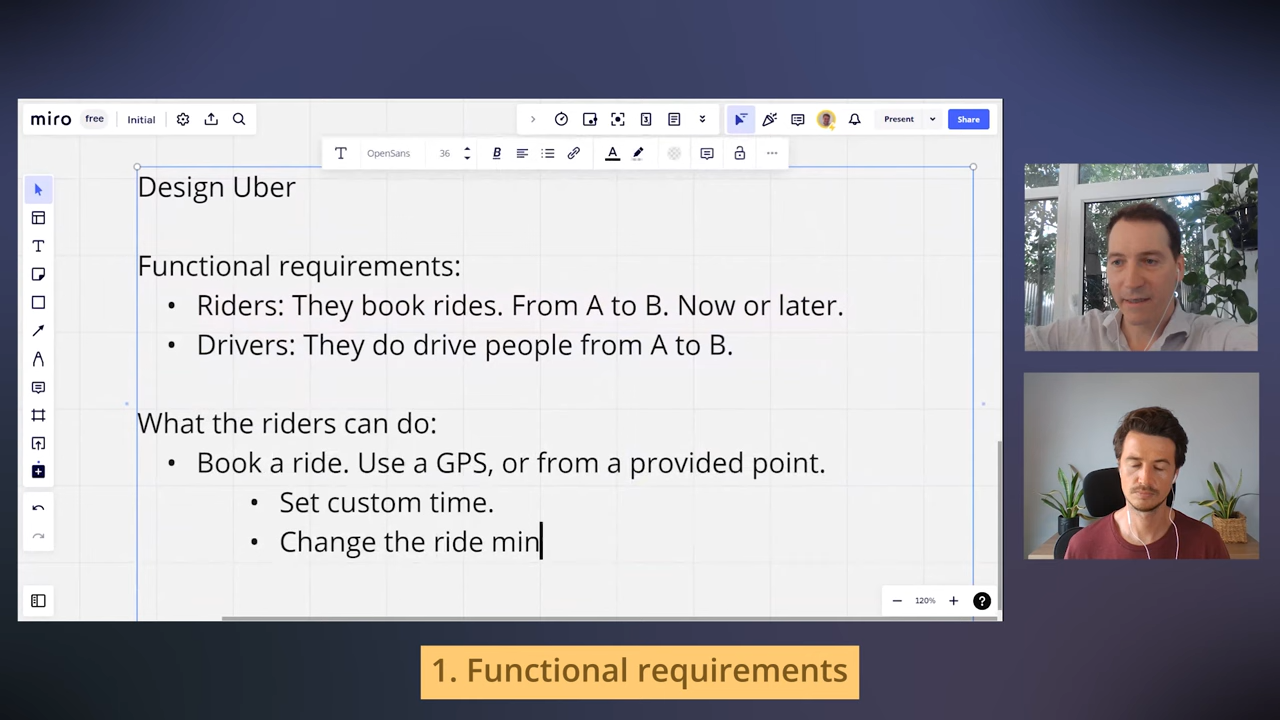 miro free Initial
Present Share
OpenSans 36 B A
Design Uber
Functional requirements:
• Riders: They book rides. From A to B. Now or later.
• Drivers: They do drive people from A to B.
What the riders can do:
• Book a ride. Use a GPS, or from a provided point.
• Set custom time.
• Change the ride min
120%
1. Functional requirements